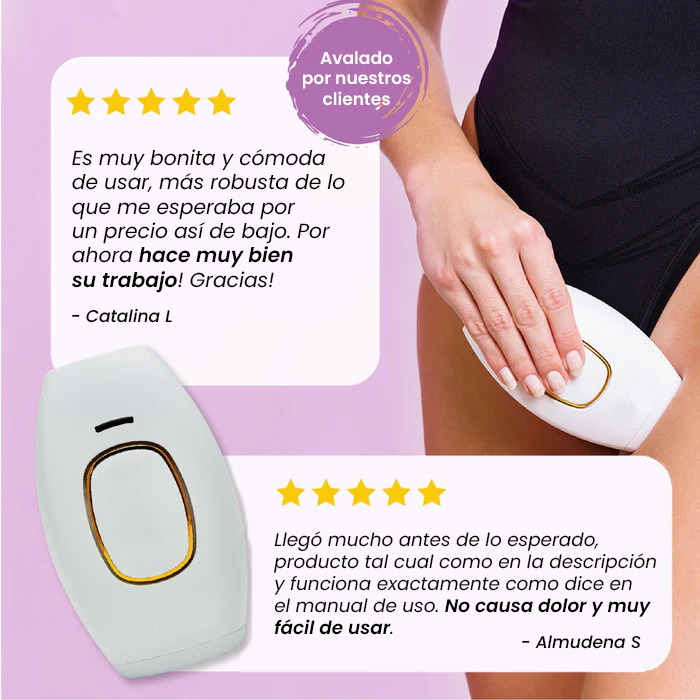 Avalado
por nuestros
clientes
Es muy bonita y cómoda
de usar, más robusta de lo
que me esperaba por
un precio así de bajo. Por
ahora hace muy bien
su trabajo! Gracias!
- Catalina L
Llegó mucho antes de lo esperado,
producto tal cual como en la descripción
y funciona exactamente como dice en
el manual de uso. No causa dolor y muy
fácil de usar.
- Almudena S